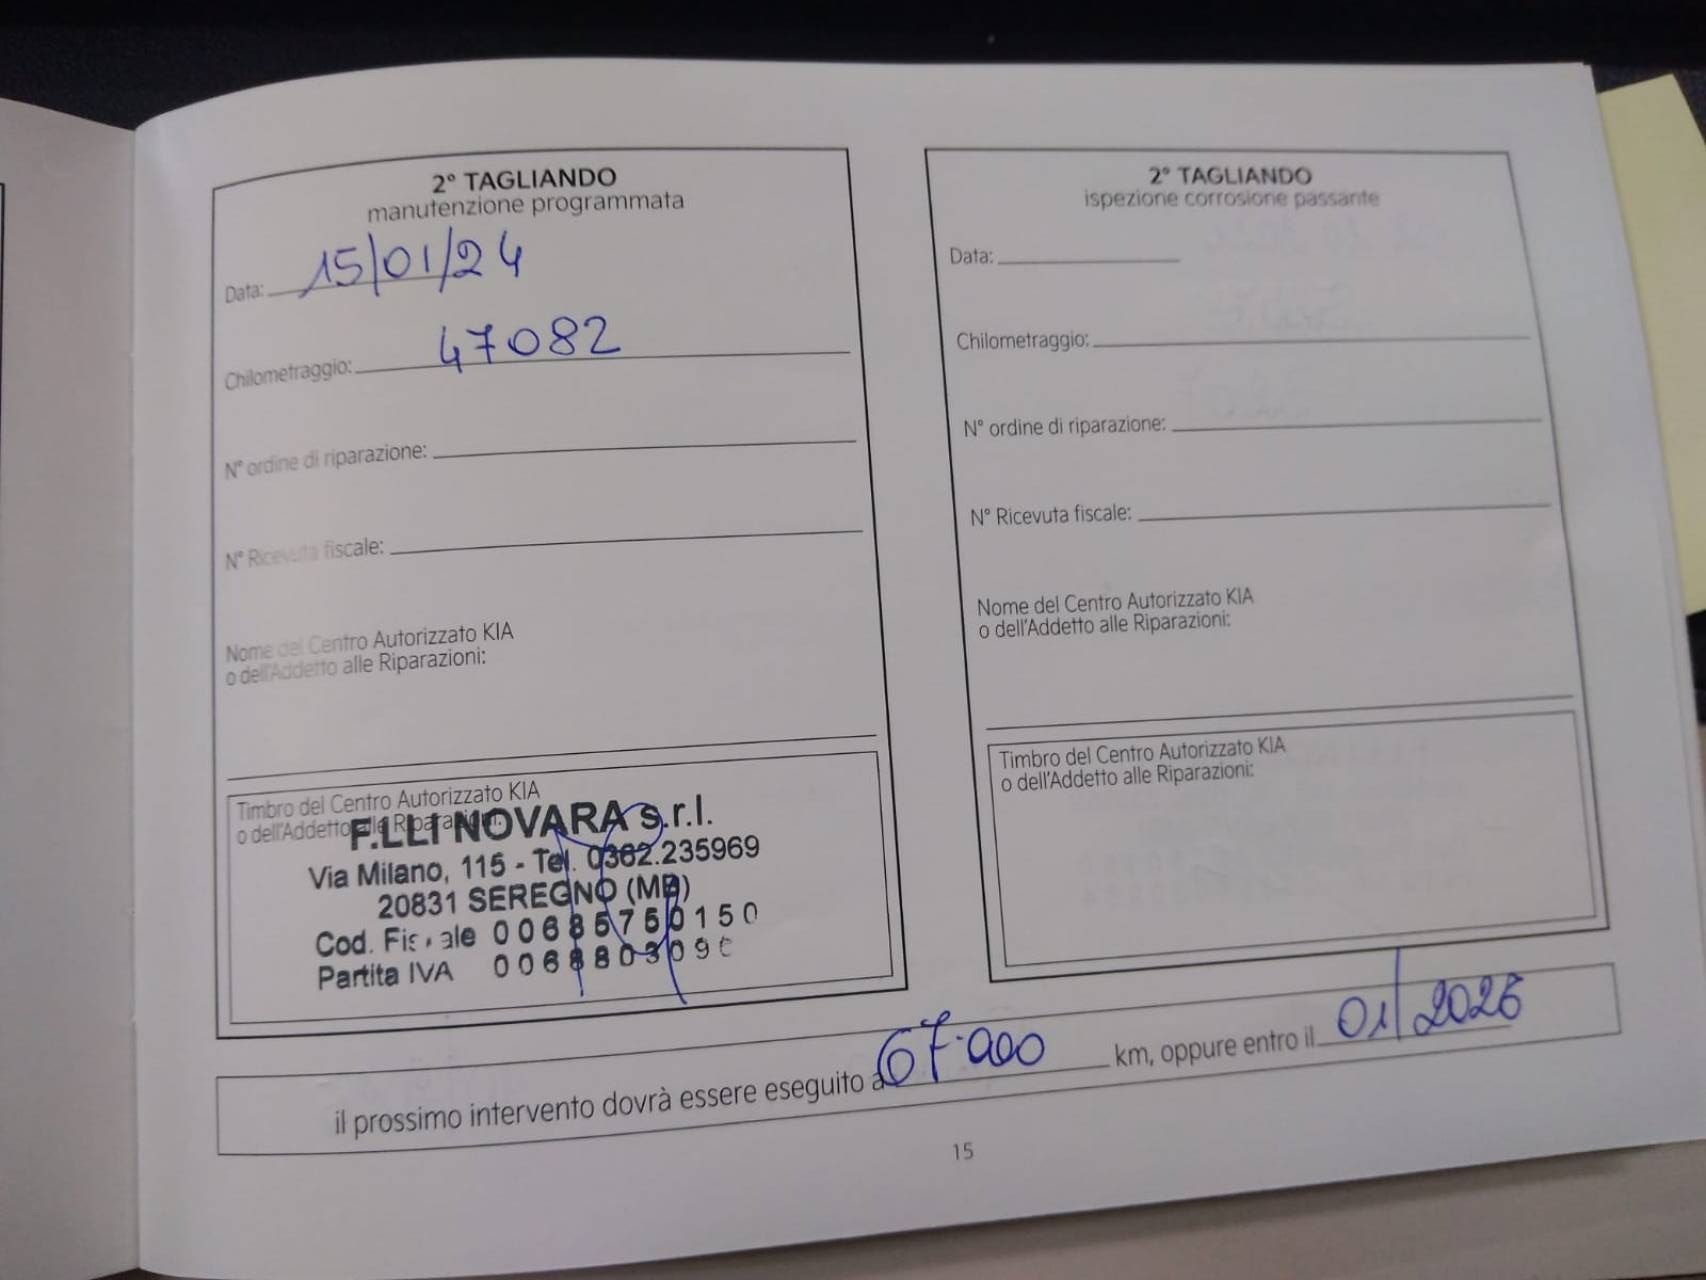 2° TAGLIANDO
manutenzione programmata
Data: 15/01/24
Chilometraggio: 47082
N° ordine di riparazione:
N° Ricevuta fiscale:
Nome del Centro Autorizzato KIA
o dell'Addetto alle Riparazioni:
Timbro del Centro Autorizzato KIA
o dell'Addetto alle Riparazioni:
F.LLI NOVARA s.r.l.
Via Milano, 115 - Tel. 0362.235969
20831 SEREGNO (MB)
Cod. Fiscale 00685750150
Partita IVA
2° TAGLIANDO
ispezione corrosione passante
Data:
Chilometraggio:
N° ordine di riparazione:
N° Ricevuta fiscale:
Nome del Centro Autorizzato KIA
o dell'Addetto alle Riparazioni:
Timbro del Centro Autorizzato KIA
o dell'Addetto alle Riparazioni:
il prossimo intervento dovrà essere eseguito a 67.000 km, oppure entro il 01/2026
15